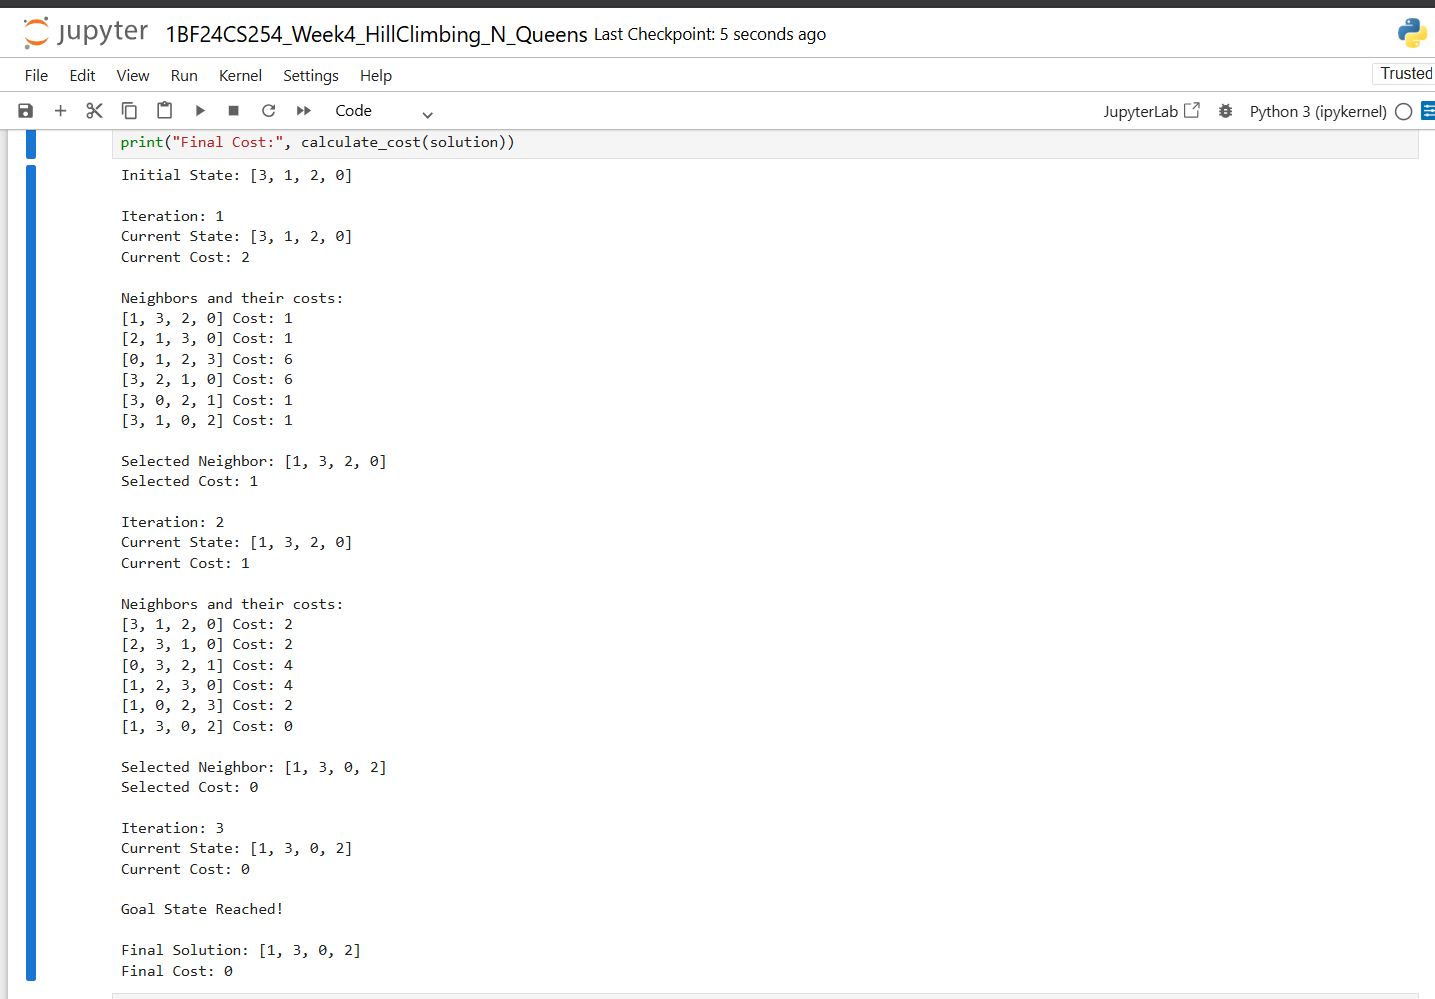 jupyter 1BF24CS254_Week4_HillClimbing_N_Queens Last Checkpoint: 5 seconds ago
File Edit View Run Kernel Settings Help
Trusted
Code
JupyterLab
Python 3 (ipykernel)
print("Final Cost:", calculate_cost(solution))
Initial State: [3, 1, 2, 0]
Iteration: 1
Current State: [3, 1, 2, 0]
Current Cost: 2
Neighbors and their costs:
[1, 3, 2, 0] Cost: 1
[2, 1, 3, 0] Cost: 1
[0, 1, 2, 3] Cost: 6
[3, 2, 1, 0] Cost: 6
[3, 0, 2, 1] Cost: 1
[3, 1, 0, 2] Cost: 1
Selected Neighbor: [1, 3, 2, 0]
Selected Cost: 1
Iteration: 2
Current State: [1, 3, 2, 0]
Current Cost: 1
Neighbors and their costs:
[3, 1, 2, 0] Cost: 2
[2, 3, 1, 0] Cost: 2
[0, 3, 2, 1] Cost: 4
[1, 2, 3, 0] Cost: 4
[1, 0, 2, 3] Cost: 2
[1, 3, 0, 2] Cost: 0
Selected Neighbor: [1, 3, 0, 2]
Selected Cost: 0
Iteration: 3
Current State: [1, 3, 0, 2]
Current Cost: 0
Goal State Reached!
Final Solution: [1, 3, 0, 2]
Final Cost: 0